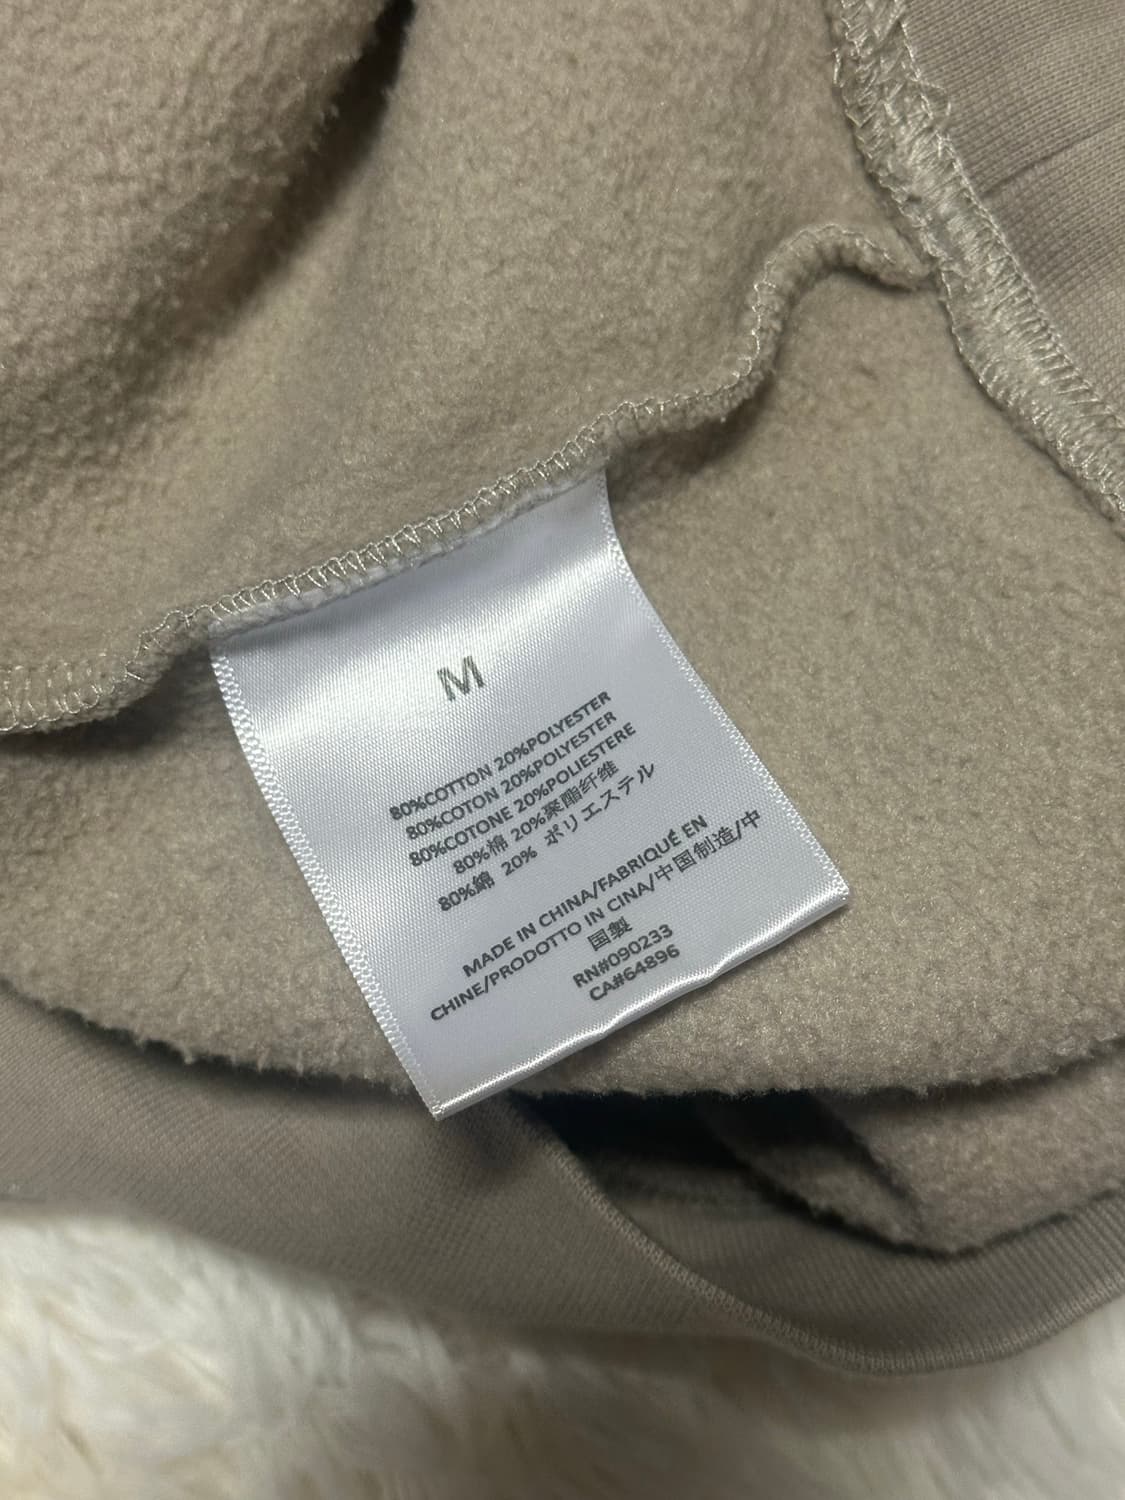 M
80%COTTON 20%POLYESTER
80%COTON 20%POLYESTER
80%COTONE 20%POLIESTERE
80%棉 20%聚酯纤维
80%錦 20% ポリエステル
MADE IN CHINA/FABRIQUÉ EN
CHINE/PRODOTTO IN CINA/中国制造/中
国製
RN#090233
CA#64896